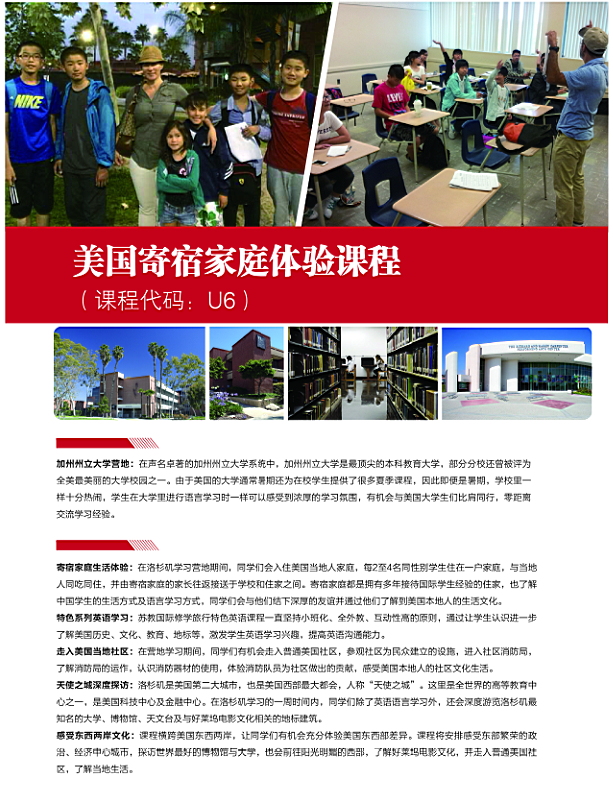 NIKE
美国寄宿家庭体验课程
（课程代码：U6）
加州州立大学营地：在声名卓著的加州州立大学系统中，加州州立大学是最顶尖的本科教育大学，部分分校还曾被评为
全美最美丽的大学校园之一。由于美国的大学通常暑期还为在校学生提供了很多夏季课程，因此即便是暑期，学校里一
样十分热闹，学生在大学里进行语言学习时一样可以感受到浓厚的学习氛围，有机会与美国大学生们比肩同行，零距离
交流学习经验。
寄宿家庭生活体验：在洛杉矶学习营地期间，同学们会入住美国当地人家庭，每2至4名同性别学生住在一户家庭，与当地
人同吃同住，并由寄宿家庭的家长往返接送于学校和住家之间。寄宿家庭都是拥有多年接待国际学生经验的住家，也了解
中国学生的生活方式及语言学习方式，同学们会与他们结下深厚的友谊并通过他们了解到美国本地人的生活文化。
特色系列英语学习：苏教国际修学旅行特色英语课程一直坚持小班化、全外教、互动性高的原则，通过让学生认识进一步
了解美国历史、文化、教育、地标等，激发学生英语学习兴趣，提高英语沟通能力。
走入美国当地社区：在营地学习期间，同学们有机会走入普通美国社区，参观社区为民众建立的设施，进入社区消防局，
了解消防局的运作，认识消防器材的使用，体验消防队员为社区做出的贡献，感受美国本地人的社区文化生活。
天使之城深度探访：洛杉矶是美国第二大城市，也是美国西部最大都会，人称“天使之城”。这里是全世界的高等教育中
心之一，是美国科技中心及金融中心。在洛杉矶学习的一周时间内，同学们除了英语语言学习外，还会深度游览洛杉矶最
知名的大学、博物馆、天文台及与好莱坞电影文化相关的地标建筑。
感受东西两岸文化：课程横跨美国东西两岸，让同学们有机会充分体验美国东西部差异。课程将安排感受东部繁荣的政
治、经济中心城市，探访世界最好的博物馆与大学，也会前往阳光明媚的西部，了解好莱坞电影文化，并走入普通美国社
区，了解当地生活。